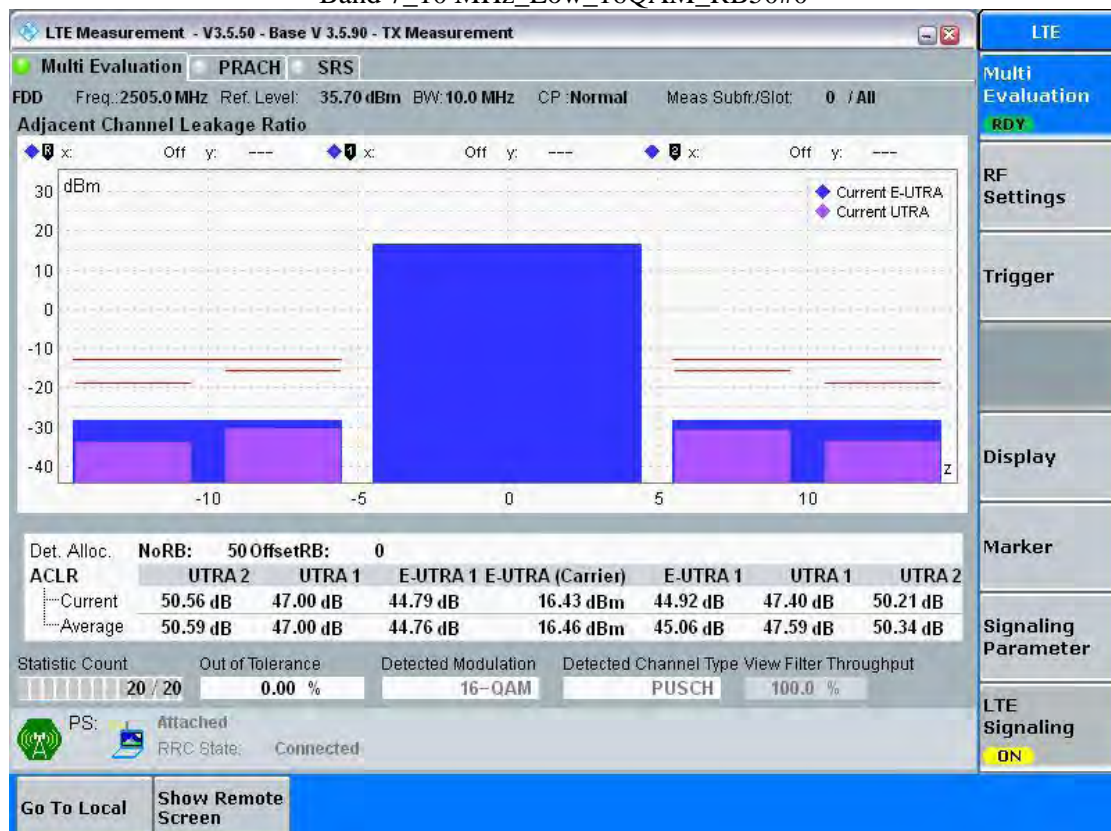 LTE Measurement - V3.5.50 - Base V 3.5.90 - TX Measurement
LTE
Multi Evaluation PRACH SRS
Multi Evaluation
RDY
FDD Freq.:2505.0 MHz Ref. Level: 35.70 dBm BW:10.0 MHz CP :Normal Meas Subfr./Slot: 0 / All
Adjacent Channel Leakage Ratio
R x: Off y: --- 1 x: Off y: --- 2 x: Off y: ---
dBm
Current E-UTRA
Current UTRA
30
20
10
0
-10
-20
-30
-40
z
-10 -5 0 5 10
RF Settings
Trigger
Display
Marker
Signaling Parameter
LTE Signaling
ON
Det. Alloc. NoRB: 50 OffsetRB: 0
ACLR UTRA 2 UTRA 1 E-UTRA 1 E-UTRA (Carrier) E-UTRA 1 UTRA 1 UTRA 2
Current 50.56 dB 47.00 dB 44.79 dB 16.43 dBm 44.92 dB 47.40 dB 50.21 dB
Average 50.59 dB 47.00 dB 44.76 dB 16.46 dBm 45.06 dB 47.59 dB 50.34 dB
Statistic Count Out of Tolerance Detected Modulation Detected Channel Type View Filter Throughput
20 / 20 0.00 % 16-QAM PUSCH 100.0 %
PS: Attached
RRC State: Connected
Go To Local
Show Remote Screen